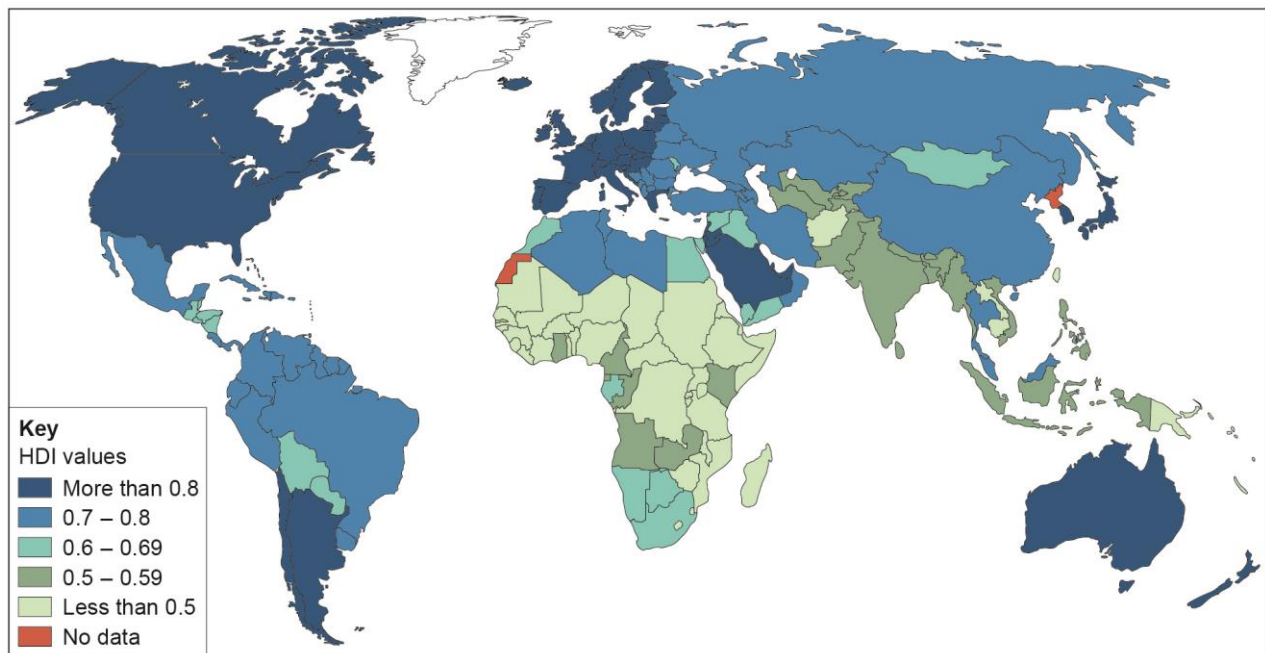 Key
HDI values
More than 0.8
0.7 – 0.8
0.6 – 0.69
0.5 – 0.59
Less than 0.5
No data